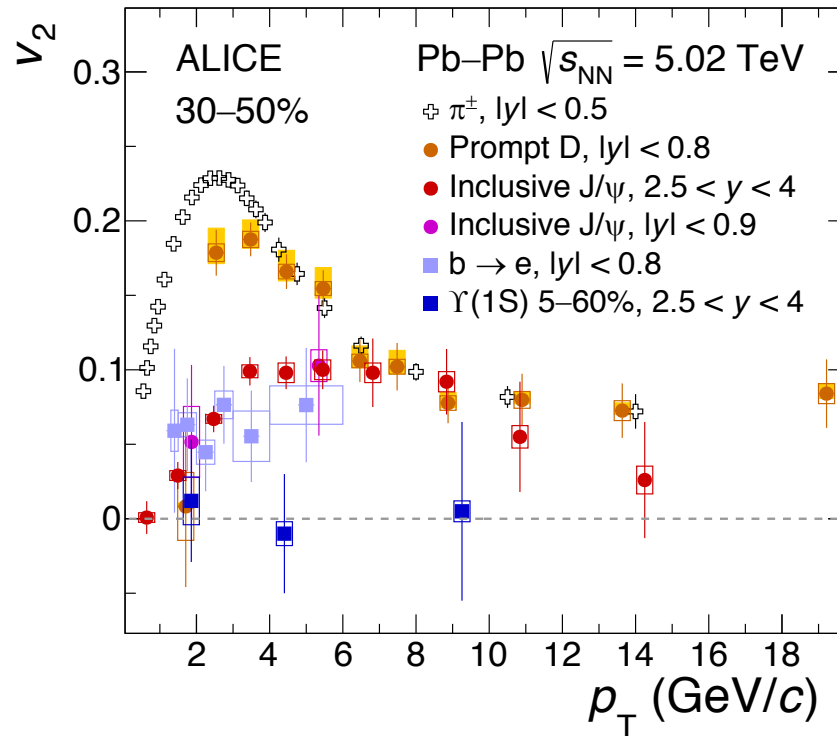 ALICE
30–50%
Pb–Pb √sNN = 5.02 TeV
π±, |y| < 0.5
Prompt D, |y| < 0.8
Inclusive J/ψ, 2.5 < y < 4
Inclusive J/ψ, |y| < 0.9
b → e, |y| < 0.8
ϒ(1S) 5–60%, 2.5 < y < 4
v2
0.3
0.2
0.1
0
2 4 6 8 10 12 14 16 18
pT (GeV/c)